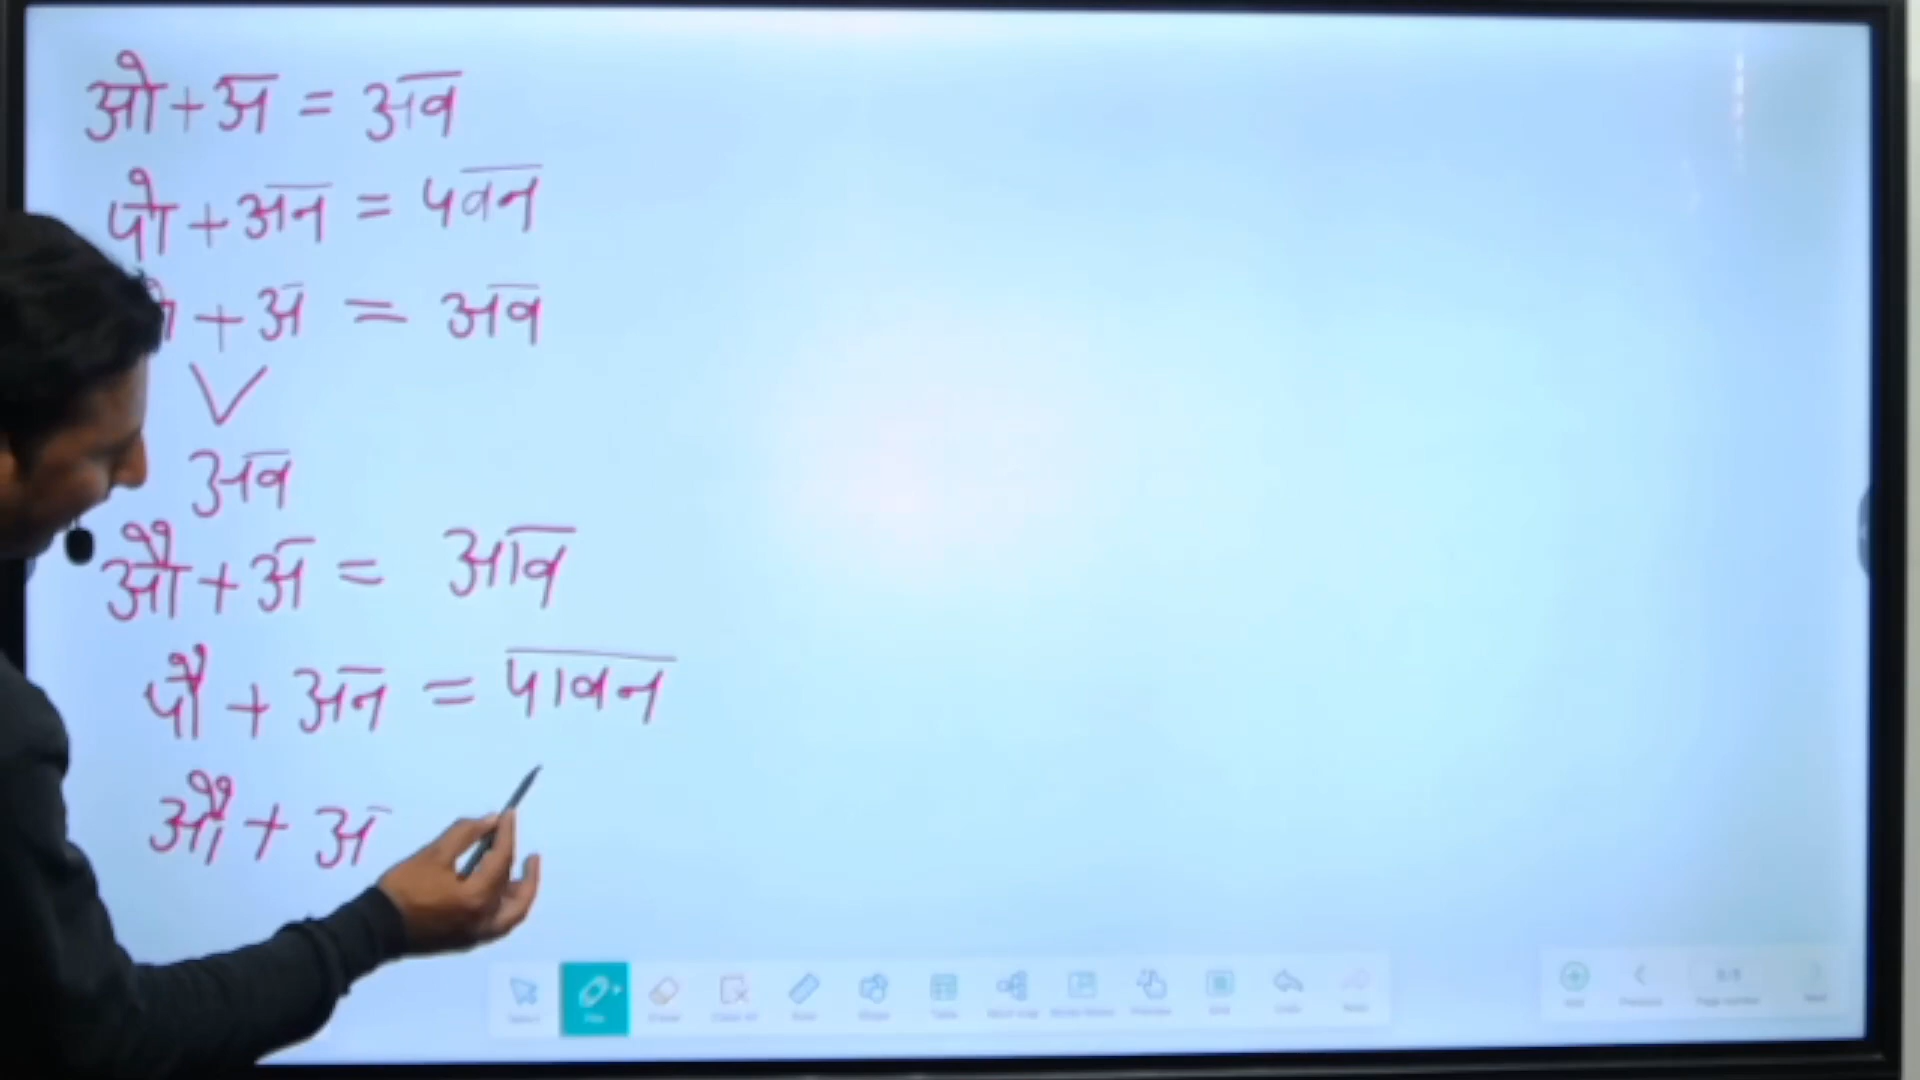 ओ + अ = अव
पो + अन = पवन
+ अ = अव
अव
औ + अ = आव
पौ + अन = पावन
औ + अ